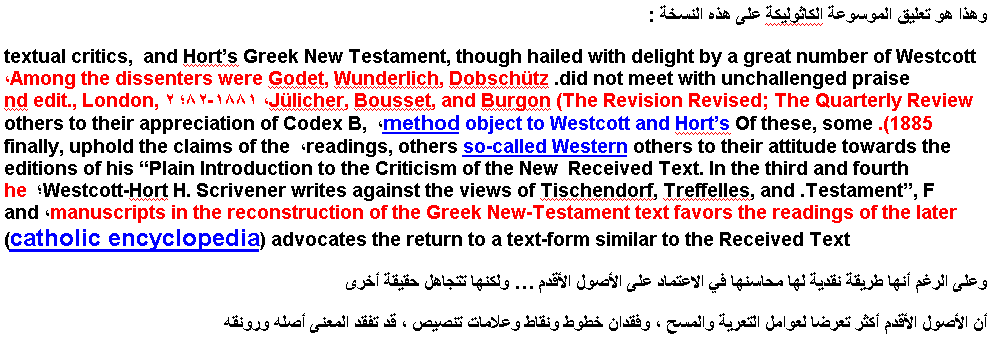 وهذا هو تعليق الموسوعة الكاثوليكة على هذه النسخة :
textual critics, and Hort's Greek New Testament, though hailed with delight by a great number of Westcott
،Among the dissenters were Godet, Wunderlich, Dobschütz .did not meet with unchallenged praise
nd edit., London, ٢ ؛١٨٨١-٨٢ ،Jülicher, Bousset, and Burgon (The Revision Revised; The Quarterly Review
others to their appreciation of Codex B, ،method object to Westcott and Hort's Of these, some .(1885
finally, uphold the claims of the ،readings, others so-called Western others to their attitude towards the
editions of his “Plain Introduction to the Criticism of the New Received Text. In the third and fourth
he ؛Westcott-Hort H. Scrivener writes against the views of Tischendorf, Treffelles, and .Testament”, F
and ،manuscripts in the reconstruction of the Greek New-Testament text favors the readings of the later
(catholic encyclopedia) advocates the return to a text-form similar to the Received Text
وعلى الرغم أنها طريقة نقدية لها محاسنها في الاعتماد على الأصول الأقدم ... ولكنها تتجاهل حقيقة أخرى
أن الأصول الأقدم أكثر تعرضا لعوامل التعرية والمسح ، وفقدان خطوط ونقاط وعلامات تنصيص ، قد تفقد المعنى أصله ورونقه